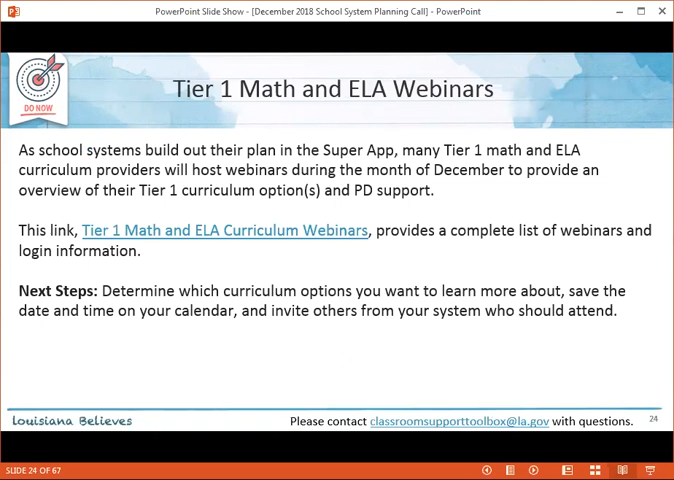 PowerPoint Slide Show - [December 2018 School System Planning Call] - PowerPoint
DO NOW
Tier 1 Math and ELA Webinars
As school systems build out their plan in the Super App, many Tier 1 math and ELA
curriculum providers will host webinars during the month of December to provide an
overview of their Tier 1 curriculum option(s) and PD support.
This link, Tier 1 Math and ELA Curriculum Webinars, provides a complete list of webinars and
login information.
Next Steps: Determine which curriculum options you want to learn more about, save the
date and time on your calendar, and invite others from your system who should attend.
Louisiana Believes
Please contact classroomsupporttoolbox@la.gov with questions.
24
SLIDE 24 OF 67